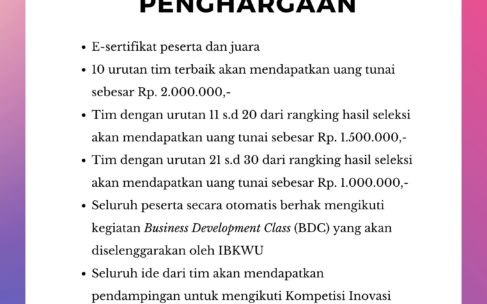 PENGHARGAAN
• E-sertifikat peserta dan juara
• 10 urutan tim terbaik akan mendapatkan uang tunai
sebesar Rp. 2.000.000,-
• Tim dengan urutan 11 s.d 20 dari rangking hasil seleksi
akan mendapatkan uang tunai sebesar Rp. 1.500.000,-
• Tim dengan urutan 21 s.d 30 dari rangking hasil seleksi
akan mendapatkan uang tunai sebesar Rp. 1.000.000,-
• Seluruh peserta secara otomatis berhak mengikuti
kegiatan Business Development Class (BDC) yang akan
diselenggarakan oleh IBKWU
• Seluruh ide dari tim akan mendapatkan
pendampingan untuk mengikuti Kompetisi Inovasi